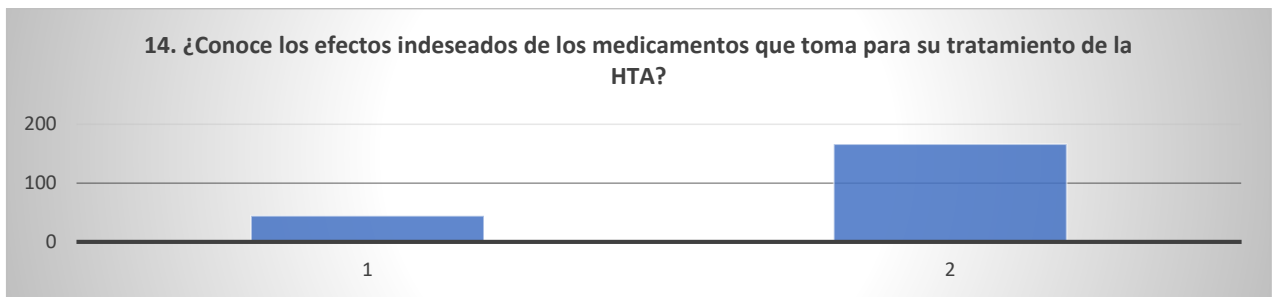 14. ¿Conoce los efectos indeseados de los medicamentos que toma para su tratamiento de la
HTA?
200
100
0
1 2